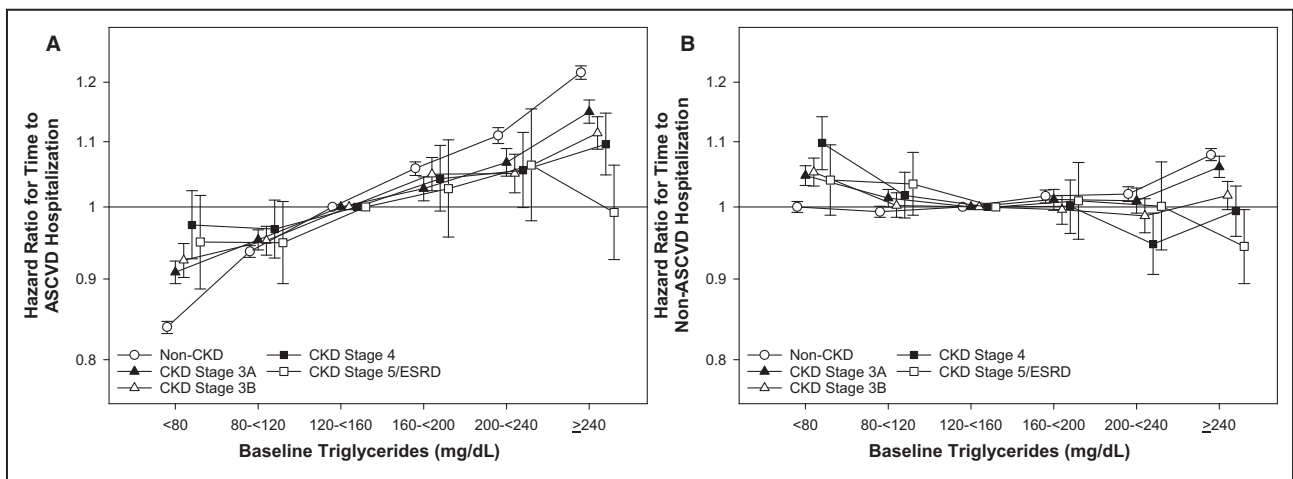 A
Hazard Ratio for Time to
ASCVD Hospitalization
1.2
1.1
1
0.9
0.8
Non-CKD
CKD Stage 3A
CKD Stage 3B
CKD Stage 4
CKD Stage 5/ESRD
<80 80-<120 120-<160 160-<200 200-<240 ≥240
Baseline Triglycerides (mg/dL)
B
Hazard Ratio for Time to
Non-ASCVD Hospitalization
1.2
1.1
1
0.9
0.8
Non-CKD
CKD Stage 3A
CKD Stage 3B
CKD Stage 4
CKD Stage 5/ESRD
<80 80-<120 120-<160 160-<200 200-<240 ≥240
Baseline Triglycerides (mg/dL)